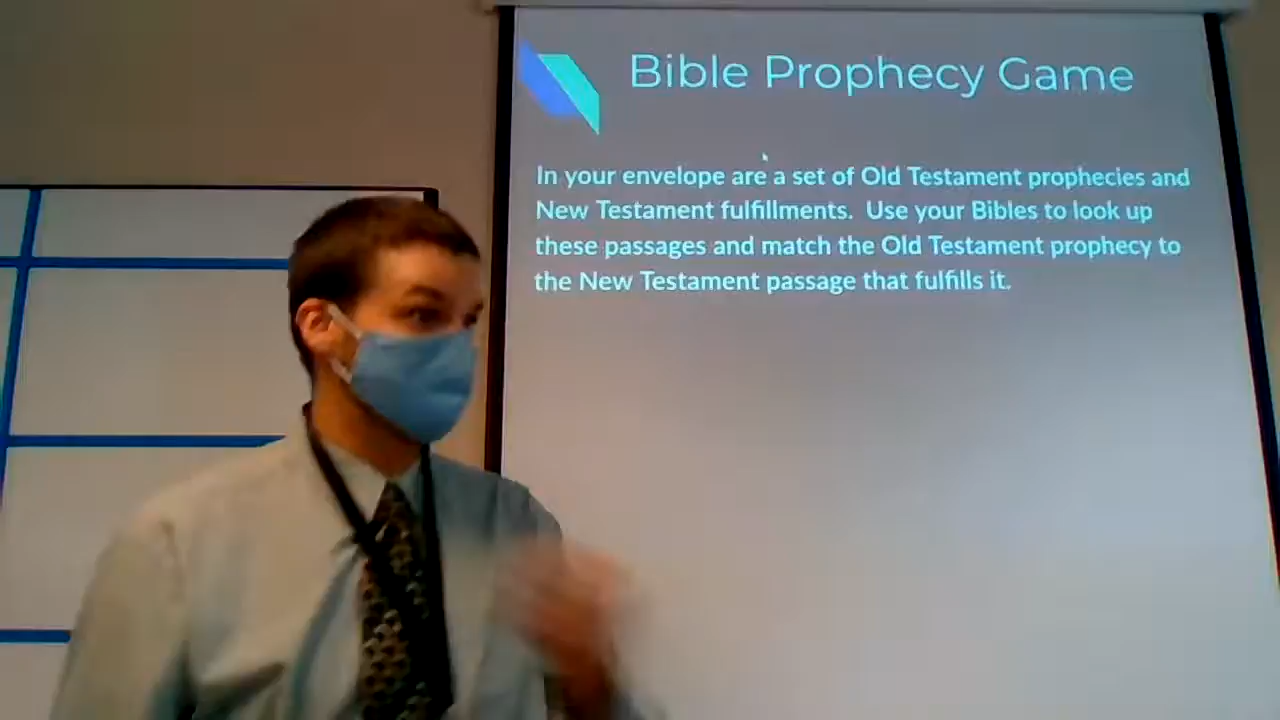 Bible Prophecy Game
In your envelope are a set of Old Testament prophecies and
New Testament fulfillments. Use your Bibles to look up
these passages and match the Old Testament prophecy to
the New Testament passage that fulfills it.